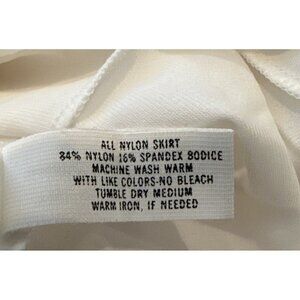 ALL NYLON SKIRT
84% NYLON 16% SPANDEX BODICE
MACHINE WASH WARM
WITH LIKE COLORS-NO BLEACH
TUMBLE DRY MEDIUM
WARM IRON, IF NEEDED